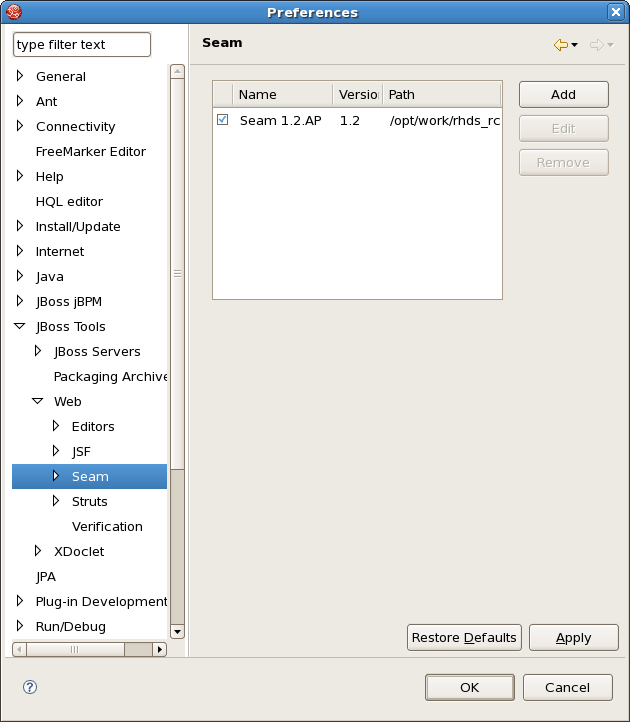 Preferences
type filter text
General
Ant
Connectivity
FreeMarker Editor
Help
HQL editor
Install/Update
Internet
Java
JBoss jBPM
JBoss Tools
JBoss Servers
Packaging Archive
Web
Editors
JSF
Seam
Struts
Verification
XDoclet
JPA
Plug-in Development
Run/Debug
Seam
Name Versio Path
Seam 1.2.AP 1.2 /opt/work/rhds_rc
Add
Edit
Remove
Restore Defaults Apply
? OK Cancel